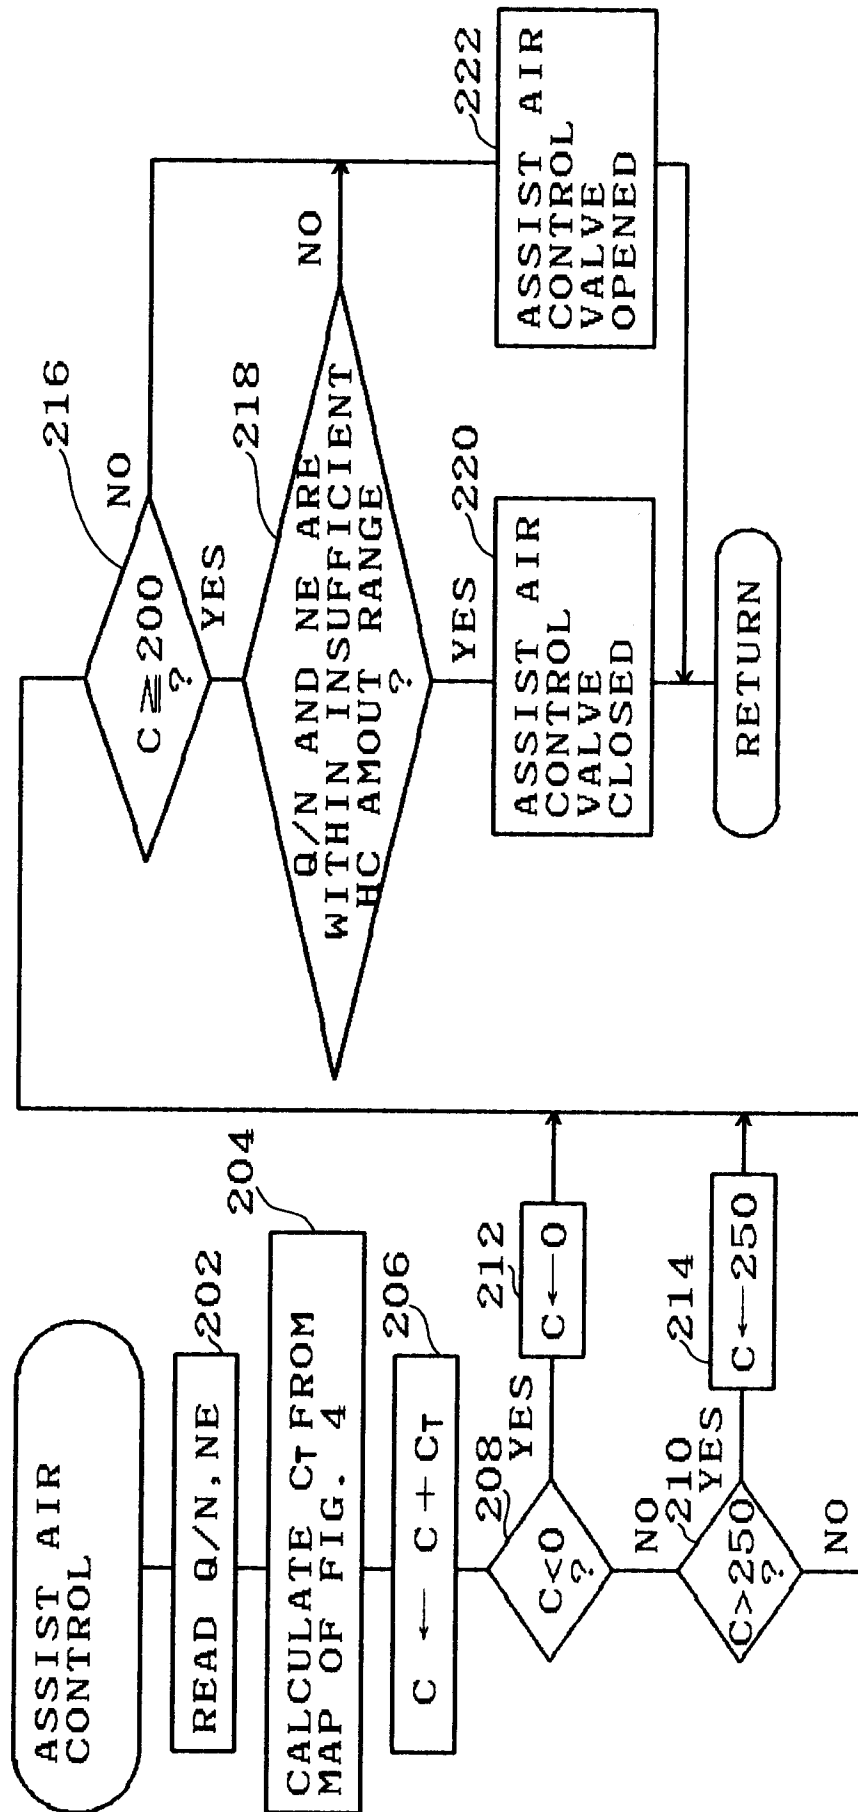 ASSIST AIR
CONTROL
202
READ Q/N, NE
204
CALCULATE CT FROM
MAP OF FIG. 4
206
C ← C + CT
208
C<0
?
YES
212
C ← 0
NO
210
C>250
?
YES
214
C ← 250
NO
216
C ≧ 200
?
NO
YES
218
Q/N AND NE ARE
WITHIN INSUFFICIENT
HC AMOUT RANGE
?
NO
YES
220
ASSIST AIR
CONTROL
VALVE
CLOSED
222
ASSIST AIR
CONTROL
VALVE
OPENED
RETURN